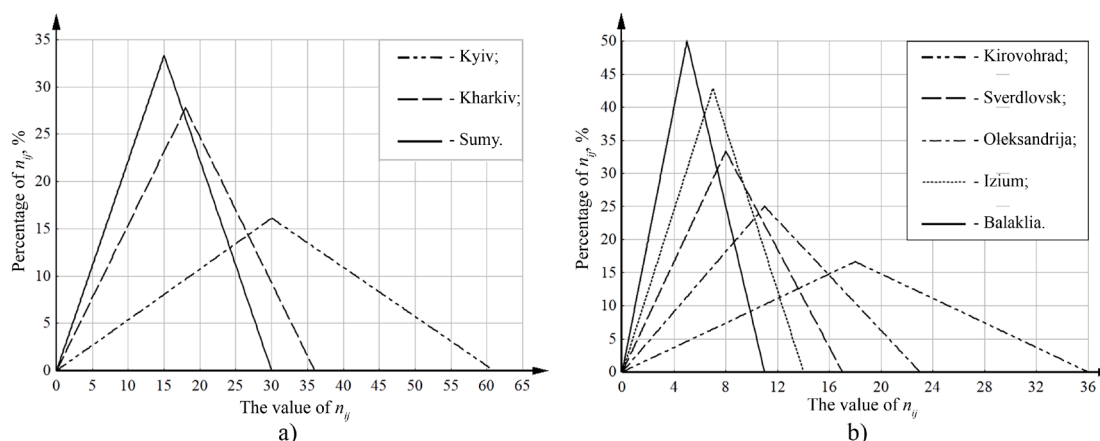 35
30
25
20
15
10
5
0
Percentage of nij, %
- Kyiv;
- Kharkiv;
- Sumy.
0 5 10 15 20 25 30 35 40 45 50 55 60 65
The value of nij
a)
50
45
40
35
30
25
20
15
10
5
0
Percentage of nij, %
- Kirovohrad;
- Sverdlovsk;
- Oleksandrija;
- Izium;
- Balaklia.
0 4 8 12 16 20 24 28 32 36
The value of nij
b)